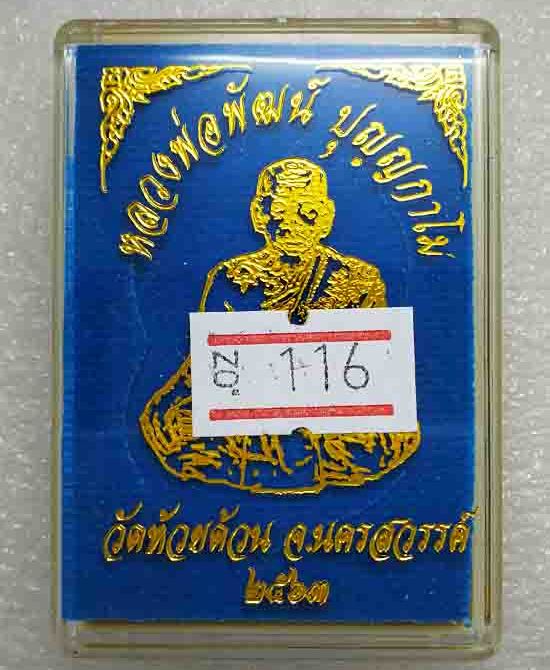 หลวงพ่อพัฒน์ ปุญญกาโม
NO. 116
วัดห้วยด้วน จ.นครสวรรค์
๒๕๖๓